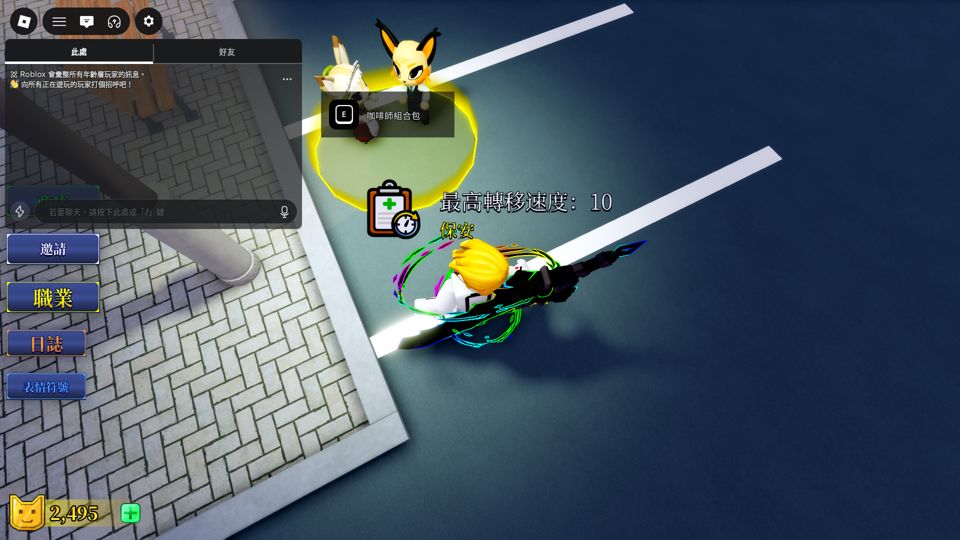 此處
好友
Roblox 會彙整所有年齡層玩家的訊息。
👋 向所有正在遊玩的玩家打個招呼吧！
E
咖啡師組合包
最高轉移速度：10
保安
若要聊天，請按下此處或「/」鍵
邀請
職業
日誌
表情符號
2,495